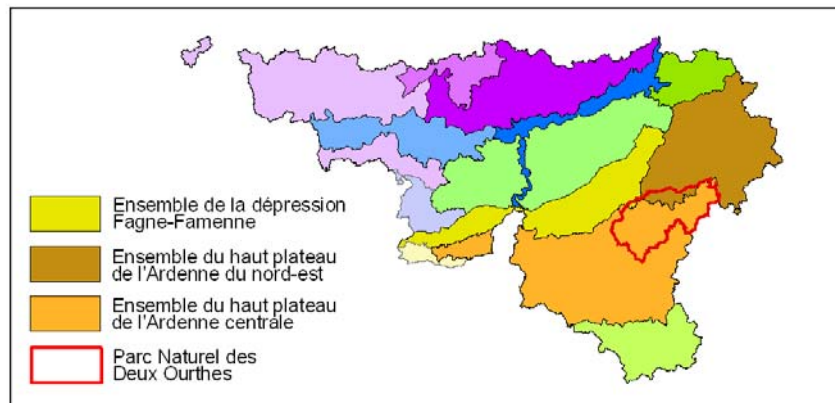 Ensemble de la dépression
Fagne-Famenne
Ensemble du haut plateau
de l'Ardenne du nord-est
Ensemble du haut plateau
de l'Ardenne centrale
Parc Naturel des
Deux Ourthes